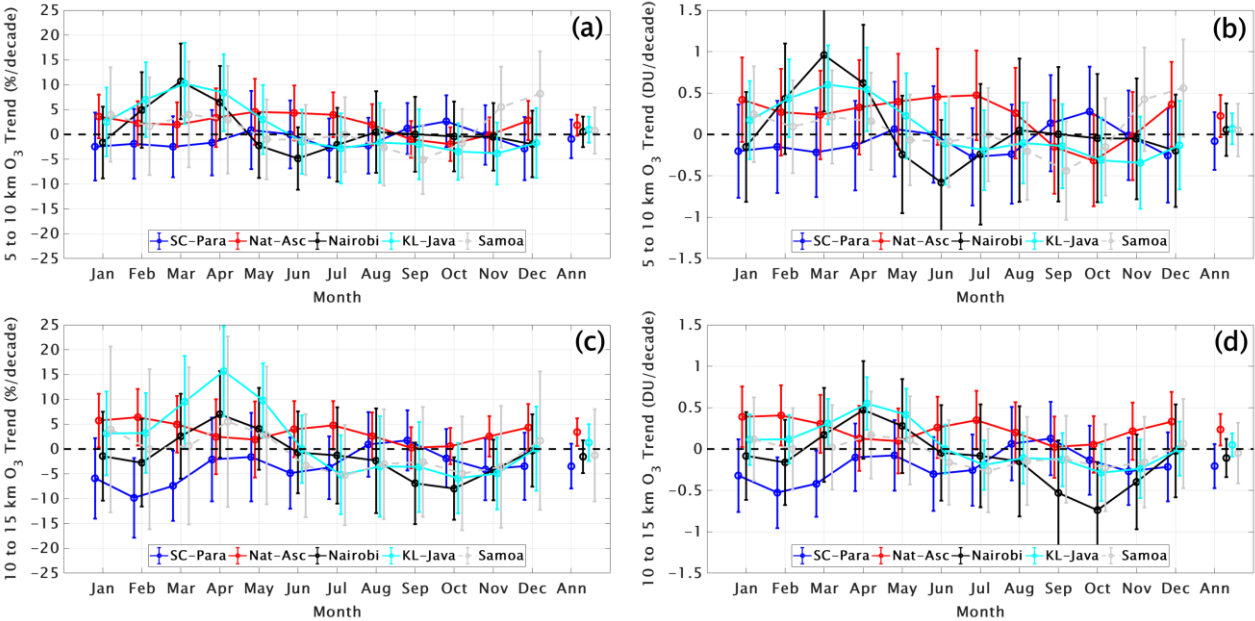 (a)
5 to 10 km O3 Trend (%/decade)
25
20
15
10
5
0
−5
−10
−15
−20
−25
SC-Para Nat-Asc Nairobi KL-Java Samoa
Jan Feb Mar Apr May Jun Jul Aug Sep Oct Nov Dec Ann
Month
(b)
5 to 10 km O3 Trend (DU/decade)
1.5
1
0.5
0
−0.5
−1
−1.5
SC-Para Nat-Asc Nairobi KL-Java Samoa
Jan Feb Mar Apr May Jun Jul Aug Sep Oct Nov Dec Ann
Month
(c)
10 to 15 km O3 Trend (%/decade)
25
20
15
10
5
0
−5
−10
−15
−20
−25
SC-Para Nat-Asc Nairobi KL-Java Samoa
Jan Feb Mar Apr May Jun Jul Aug Sep Oct Nov Dec Ann
Month
(d)
10 to 15 km O3 Trend (DU/decade)
1.5
1
0.5
0
−0.5
−1
−1.5
SC-Para Nat-Asc Nairobi KL-Java Samoa
Jan Feb Mar Apr May Jun Jul Aug Sep Oct Nov Dec Ann
Month